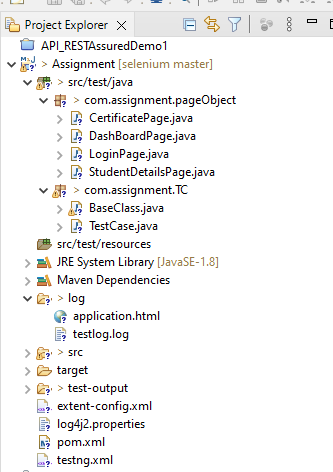 Project Explorer
API_RESTAssuredDemo1
> Assignment [selenium master]
> src/test/java
> com.assignment.pageObject
CertificatePage.java
> DashBoardPage.java
> LoginPage.java
> StudentDetailsPage.java
> com.assignment.TC
BaseClass.java
TestCase.java
src/test/resources
JRE System Library [JavaSE-1.8]
Maven Dependencies
> log
application.html
testlog.log
> src
target
> test-output
extent-config.xml
log4j2.properties
pom.xml
testng.xml